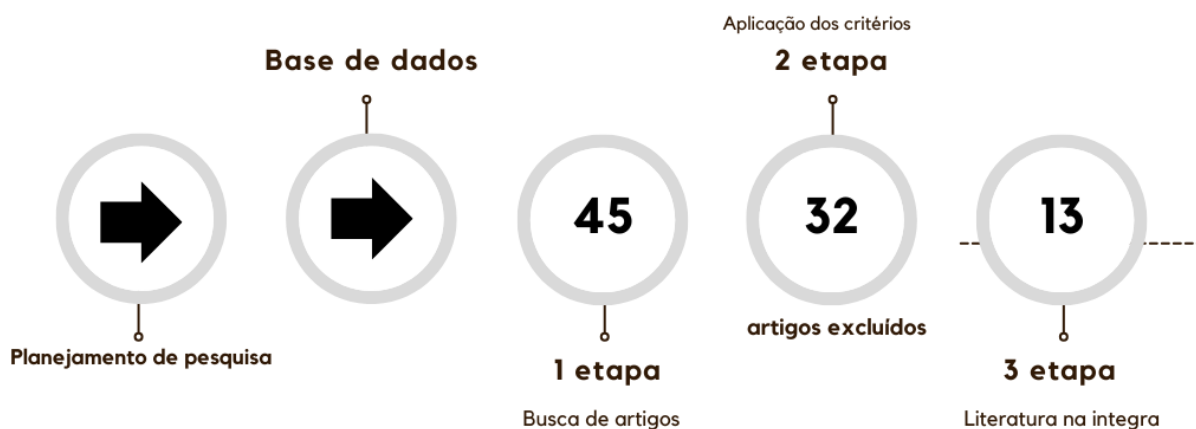 Planejamento de pesquisa
Base de dados
45
1 etapa
Busca de artigos
Aplicação dos critérios
2 etapa
32
artigos excluídos
13
3 etapa
Literatura na integra